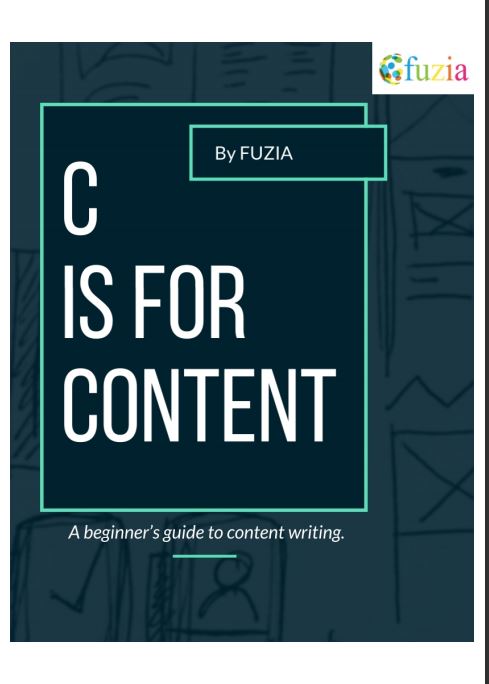 fuzia
By FUZIA
C
IS FOR
CONTENT
A beginner's guide to content writing.